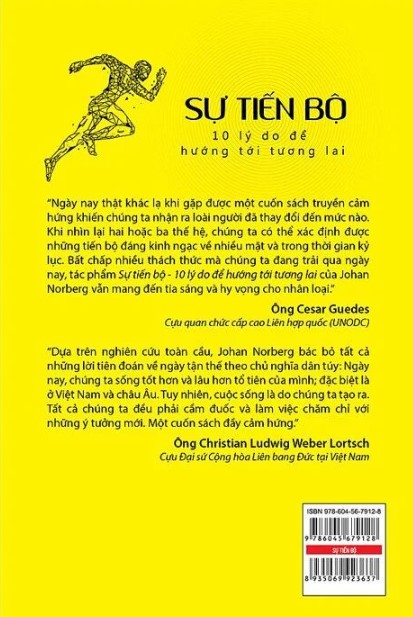 SỰ TIẾN BỘ
10 lý do để
hướng tới tương lai
“Ngày nay thật khác lạ khi gặp được một cuốn sách truyền cảm
hứng khiến chúng ta nhận ra loài người đã thay đổi đến mức nào.
Khi nhìn lại hai hoặc ba thế hệ, chúng ta có thể xác định được
những tiến bộ đáng kinh ngạc về nhiều mặt và trong thời gian kỷ
lục. Bất chấp nhiều thách thức mà chúng ta đang trải qua ngày
nay, tác phẩm Sự tiến bộ - 10 lý do để hướng tới tương lai của Johan
Norberg vẫn mang đến tia sáng và hy vọng cho nhân loại.”
Ông Cesar Guedes
Cựu quan chức cấp cao Liên hợp quốc (UNODC)
“Dựa trên nghiên cứu toàn cầu, Johan Norberg bác bỏ tất cả
những lời tiên đoán về ngày tận thế theo chủ nghĩa dân túy: Ngày
nay, chúng ta sống tốt hơn và lâu hơn tổ tiên của mình; đặc biệt là
ở Việt Nam và châu Âu. Tuy nhiên, cuộc sống là do chúng ta tạo ra.
Tất cả chúng ta đều phải cầm đuốc và làm việc chăm chỉ với
những ý tưởng mới. Một cuốn sách đầy cảm hứng.”
Ông Christian Ludwig Weber Lortsch
Cựu Đại sứ Cộng hòa Liên bang Đức tại Việt Nam
ISBN 978-604-56-7912-8
9 786045 679128
SỰ TIẾN BỘ
8 935069 923637